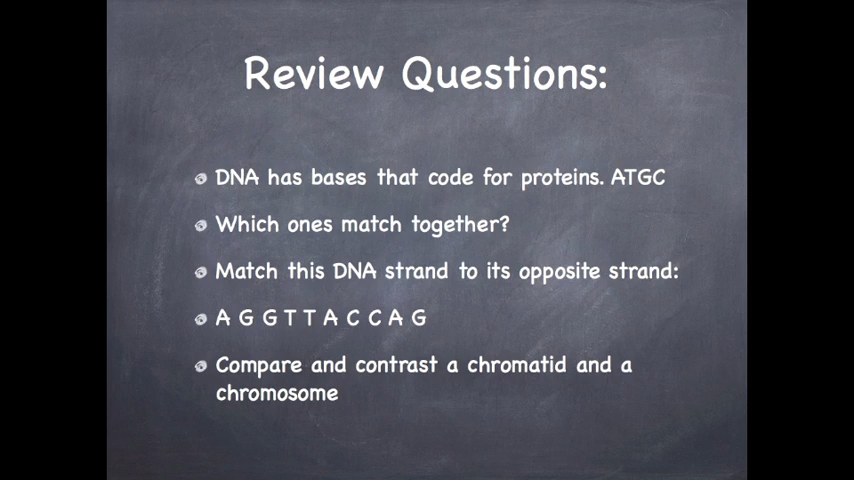 Review Questions:
DNA has bases that code for proteins. ATGC
Which ones match together?
Match this DNA strand to its opposite strand:
A G G T T A C C A G
Compare and contrast a chromatid and a
chromosome